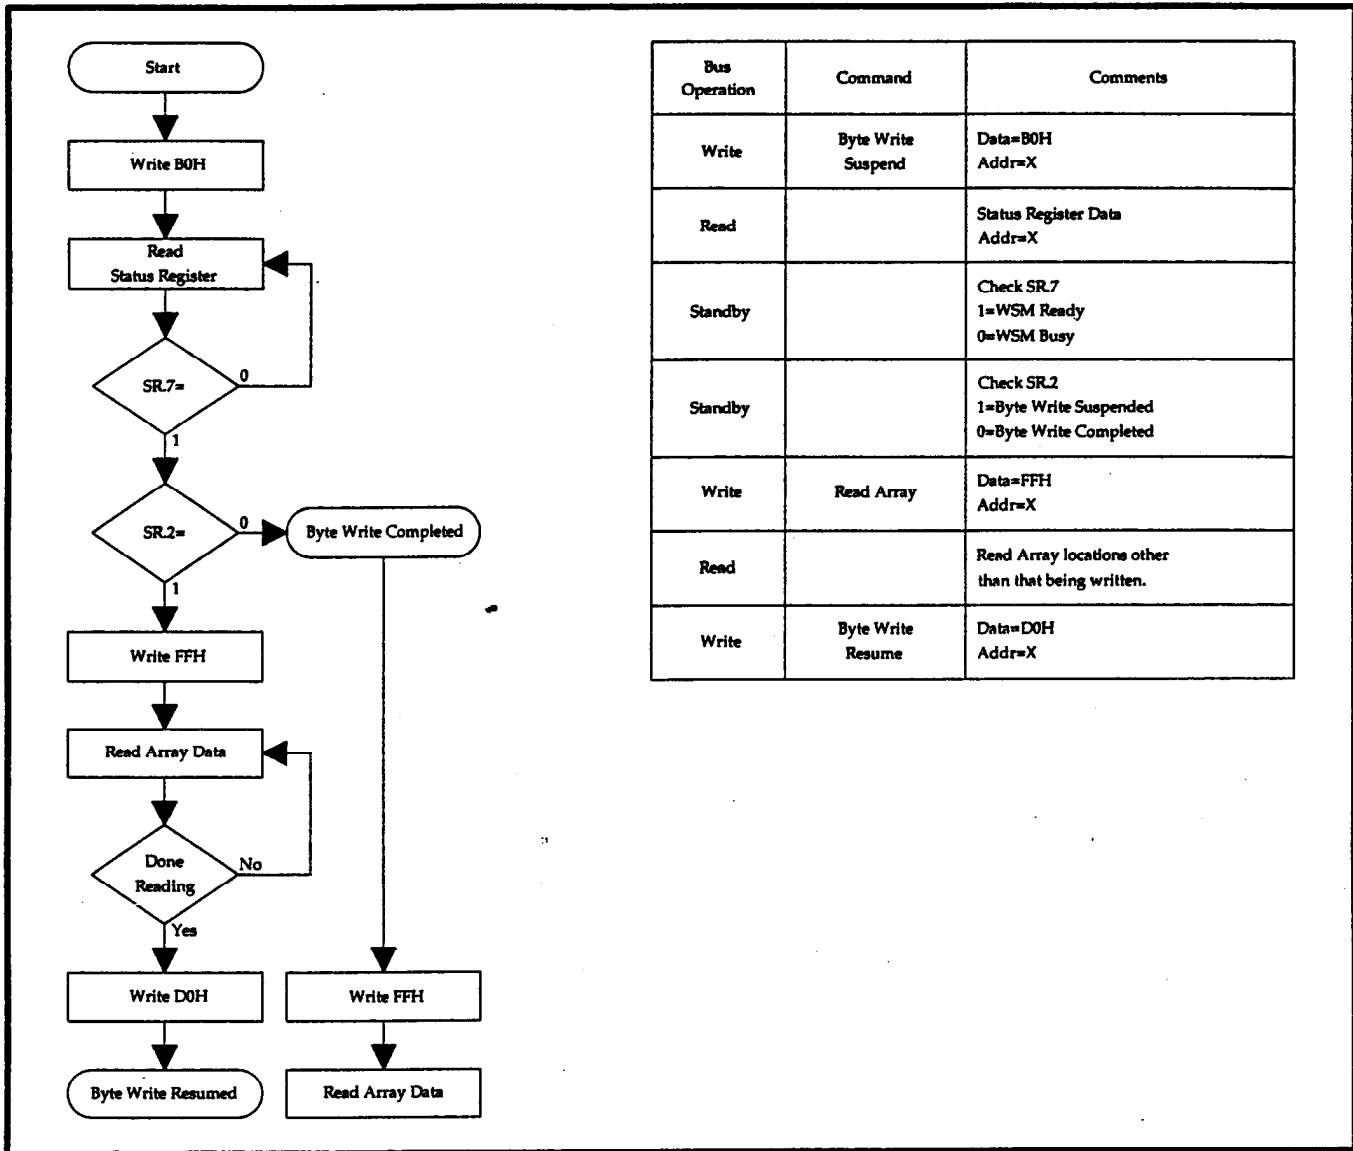 Start
Write B0H
Read
Status Register
SR.7=
0
1
SR.2=
0
Byte Write Completed
1
Write FFH
Read Array Data
Done
Reading
No
Yes
Write D0H
Write FFH
Byte Write Resumed
Read Array Data
Bus
Operation
Command
Comments
Write
Byte Write
Suspend
Data=B0H
Addr=X
Read
Status Register Data
Addr=X
Standby
Check SR.7
1=WSM Ready
0=WSM Busy
Standby
Check SR.2
1=Byte Write Suspended
0=Byte Write Completed
Write
Read Array
Data=FFH
Addr=X
Read
Read Array locations other
than that being written.
Write
Byte Write
Resume
Data=D0H
Addr=X